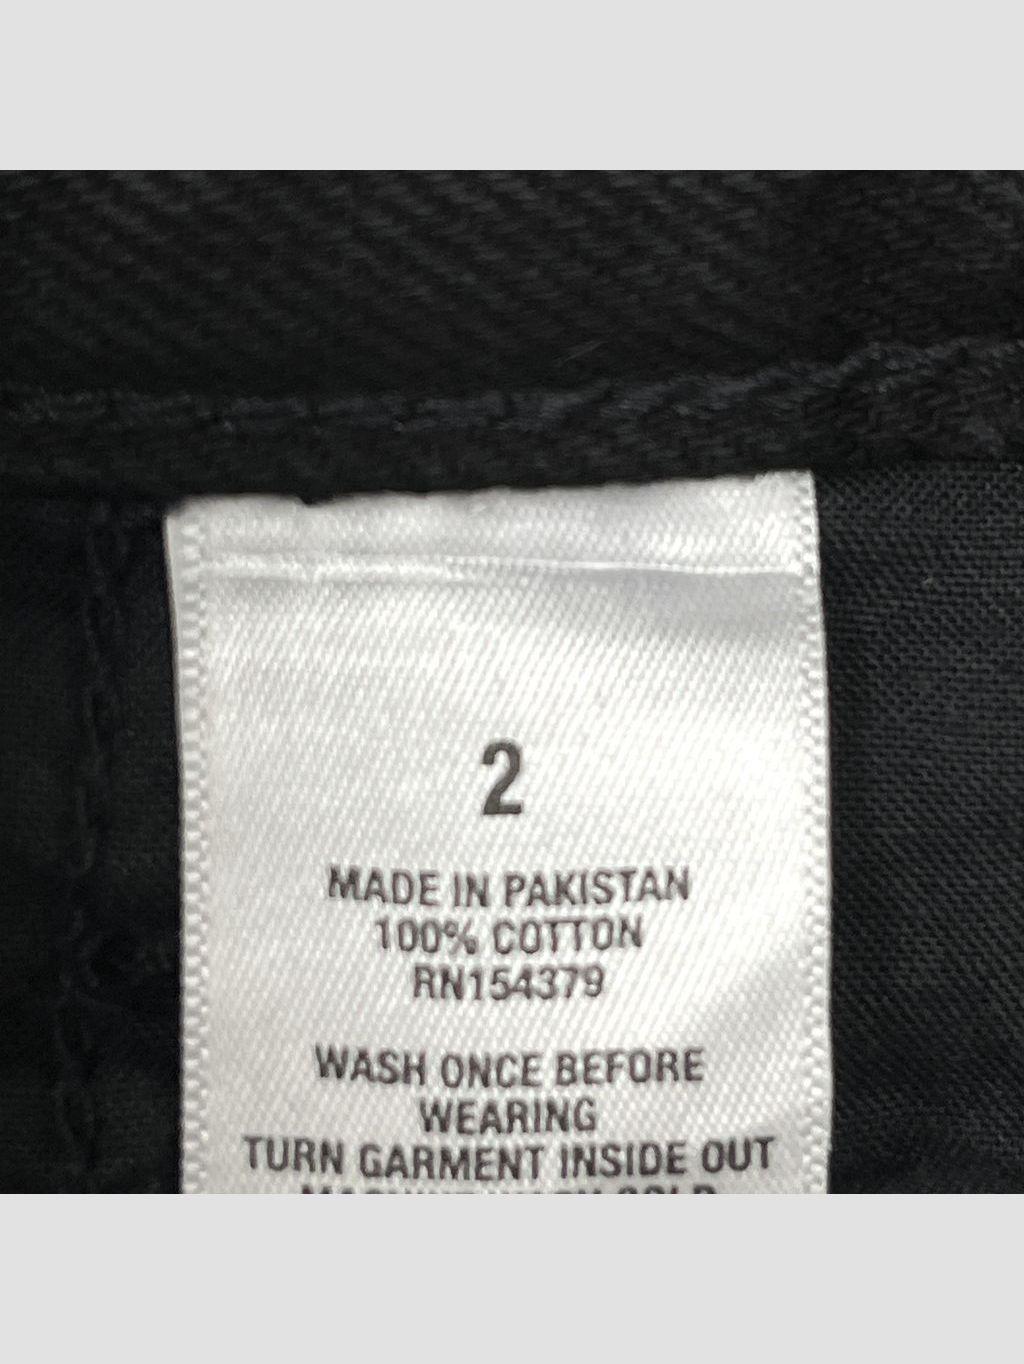 2
MADE IN PAKISTAN
100% COTTON
RN154379
WASH ONCE BEFORE
WEARING
TURN GARMENT INSIDE OUT